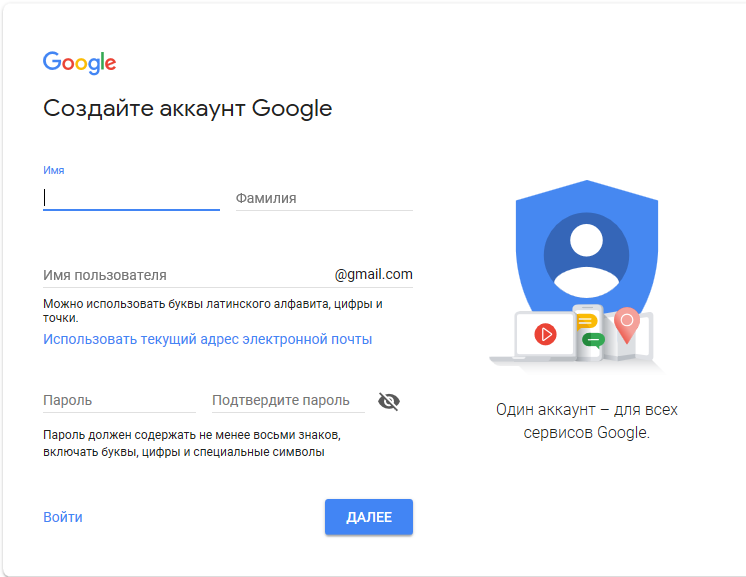 Google
Создайте аккаунт Google
Имя
Фамилия
Имя пользователя @gmail.com
Можно использовать буквы латинского алфавита, цифры и
точки.
Использовать текущий адрес электронной почты
Пароль Подтвердите пароль
Пароль должен содержать не менее восьми знаков,
включать буквы, цифры и специальные символы
Войти ДАЛЕЕ
Один аккаунт – для всех
сервисов Google.